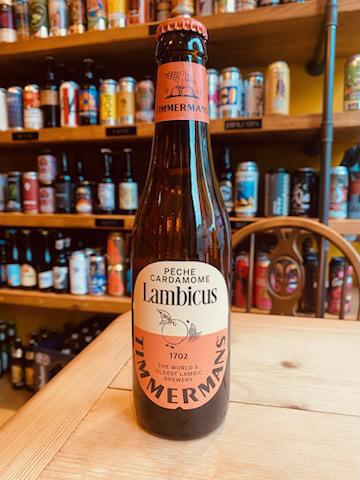 TIMMERMANS
PÊCHE
CARDAMOME
Lambicus
1702
THE WORLD'S
OLDEST LAMBIC
BREWERY
TIMMERMANS